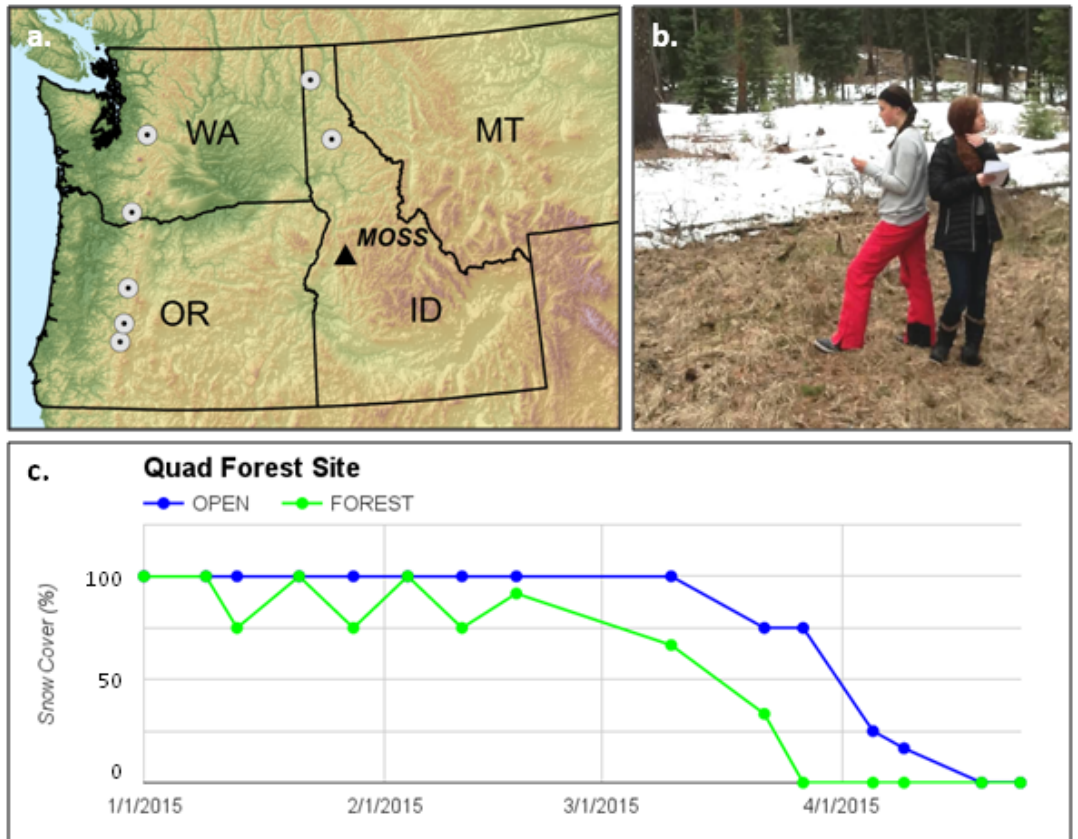 a.
WA
MT
MOSS
OR
ID
b.
c.
Quad Forest Site
OPEN FOREST
Snow Cover (%)
100
50
0
1/1/2015 2/1/2015 3/1/2015 4/1/2015